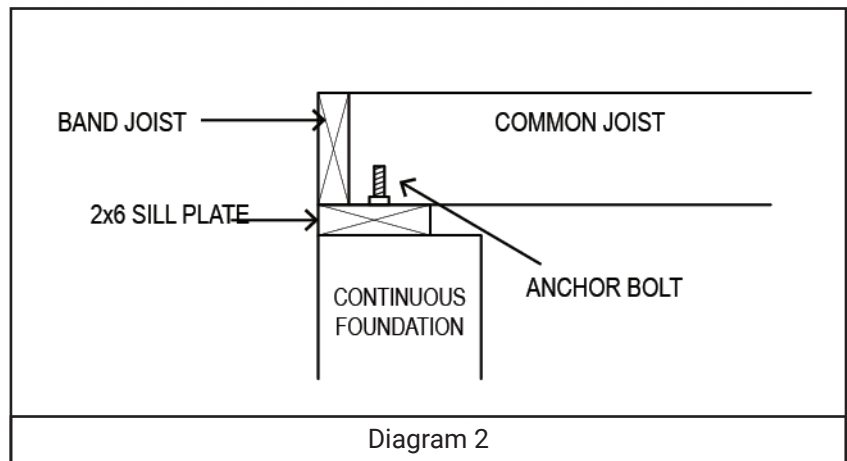 BAND JOIST
COMMON JOIST
2x6 SILL PLATE
ANCHOR BOLT
CONTINUOUS
FOUNDATION
Diagram 2